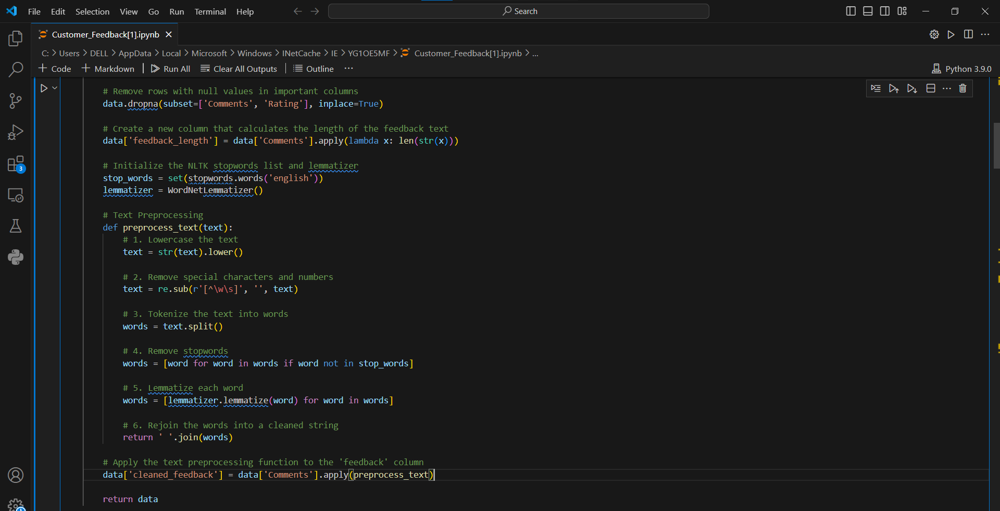 File Edit Selection View Go Run Terminal Help Search
Customer_Feedback[1].ipynb
C: > Users > DELL > AppData > Local > Microsoft > Windows > INetCache > IE > YG1OE5MF > Customer_Feedback[1].ipynb > ...
+ Code + Markdown Run All Clear All Outputs Outline ... Python 3.9.0
# Remove rows with null values in important columns
data.dropna(subset=['Comments', 'Rating'], inplace=True)
# Create a new column that calculates the length of the feedback text
data['feedback_length'] = data['Comments'].apply(lambda x: len(str(x)))
# Initialize the NLTK stopwords list and lemmatizer
stop_words = set(stopwords.words('english'))
lemmatizer = WordNetLemmatizer()
# Text Preprocessing
def preprocess_text(text):
# 1. Lowercase the text
text = str(text).lower()
# 2. Remove special characters and numbers
text = re.sub(r'[^\w\s]', '', text)
# 3. Tokenize the text into words
words = text.split()
# 4. Remove stopwords
words = [word for word in words if word not in stop_words]
# 5. Lemmatize each word
words = [lemmatizer.lemmatize(word) for word in words]
# 6. Rejoin the words into a cleaned string
return ' '.join(words)
# Apply the text preprocessing function to the 'feedback' column
data['cleaned_feedback'] = data['Comments'].apply(preprocess_text)
return data
3